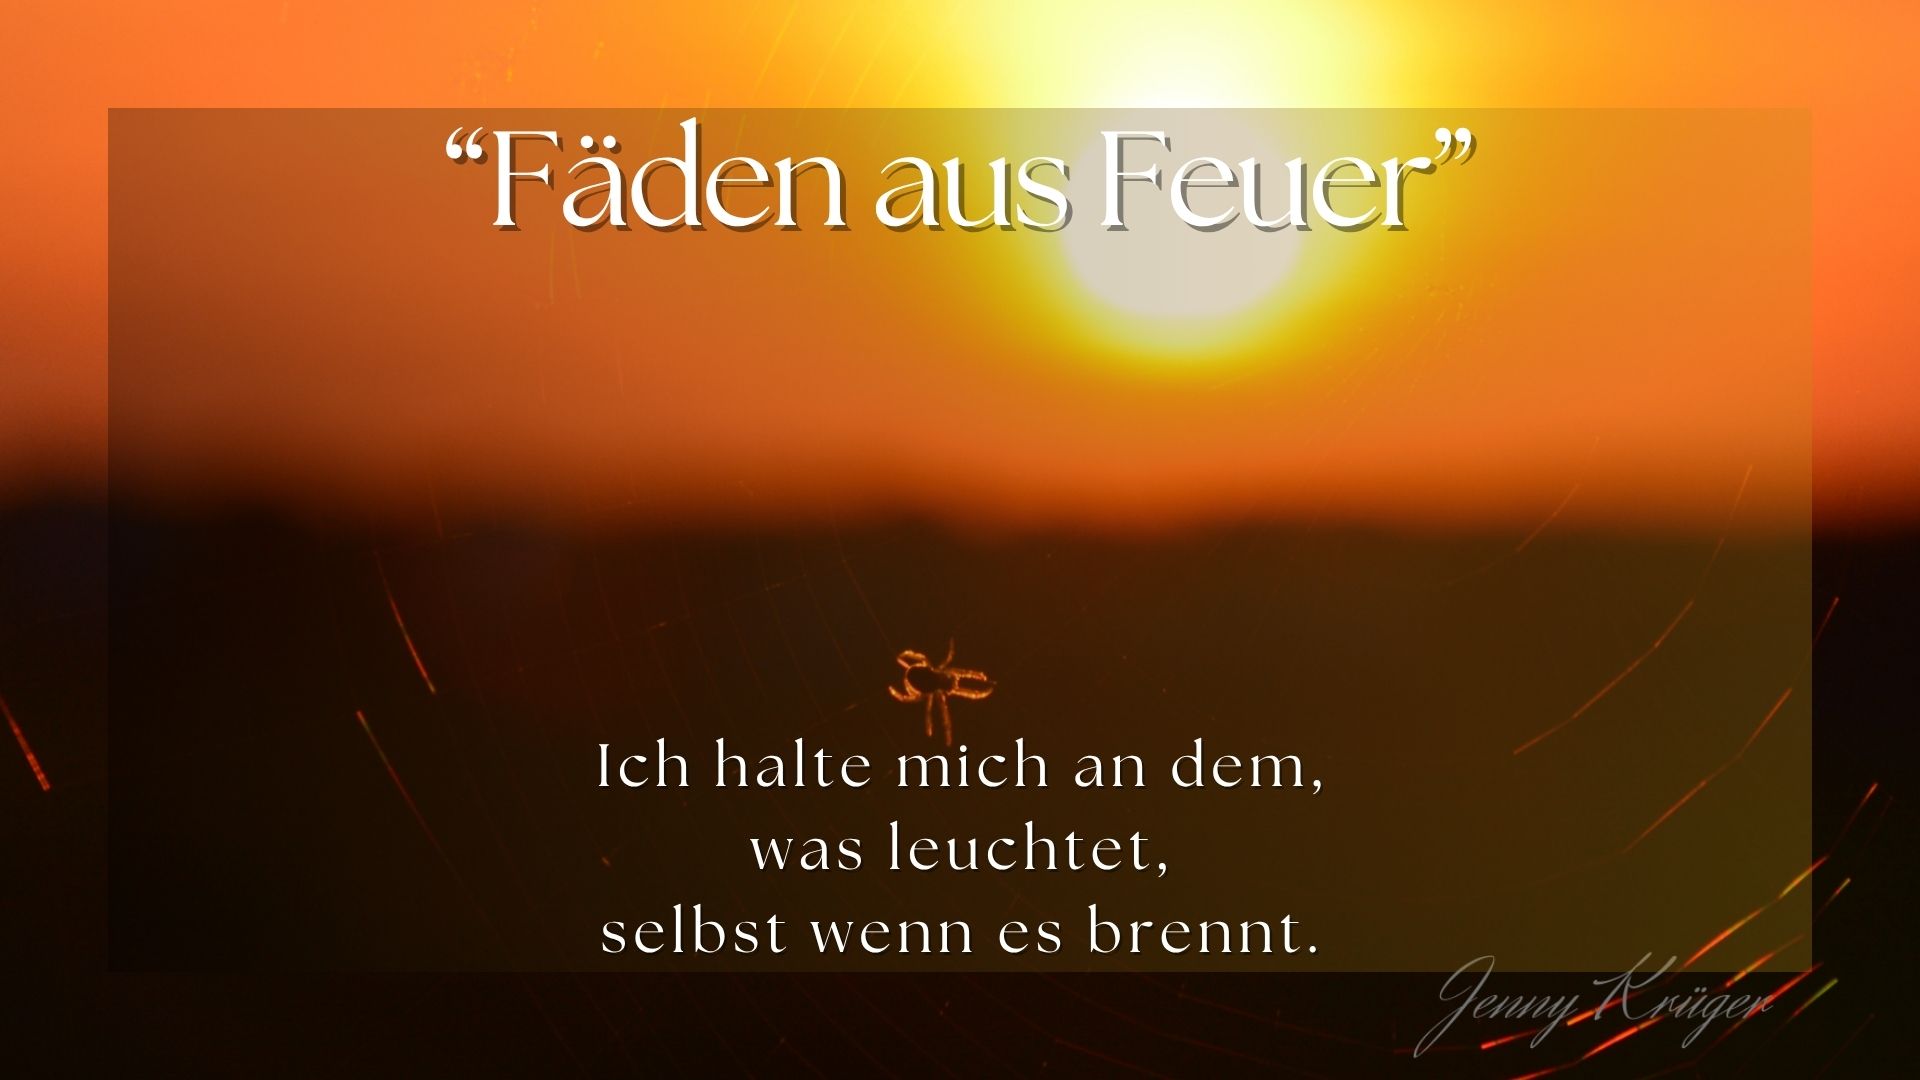 “Fäden aus Feuer”
Ich halte mich an dem,
was leuchtet,
selbst wenn es brennt.
Jenny Krüger